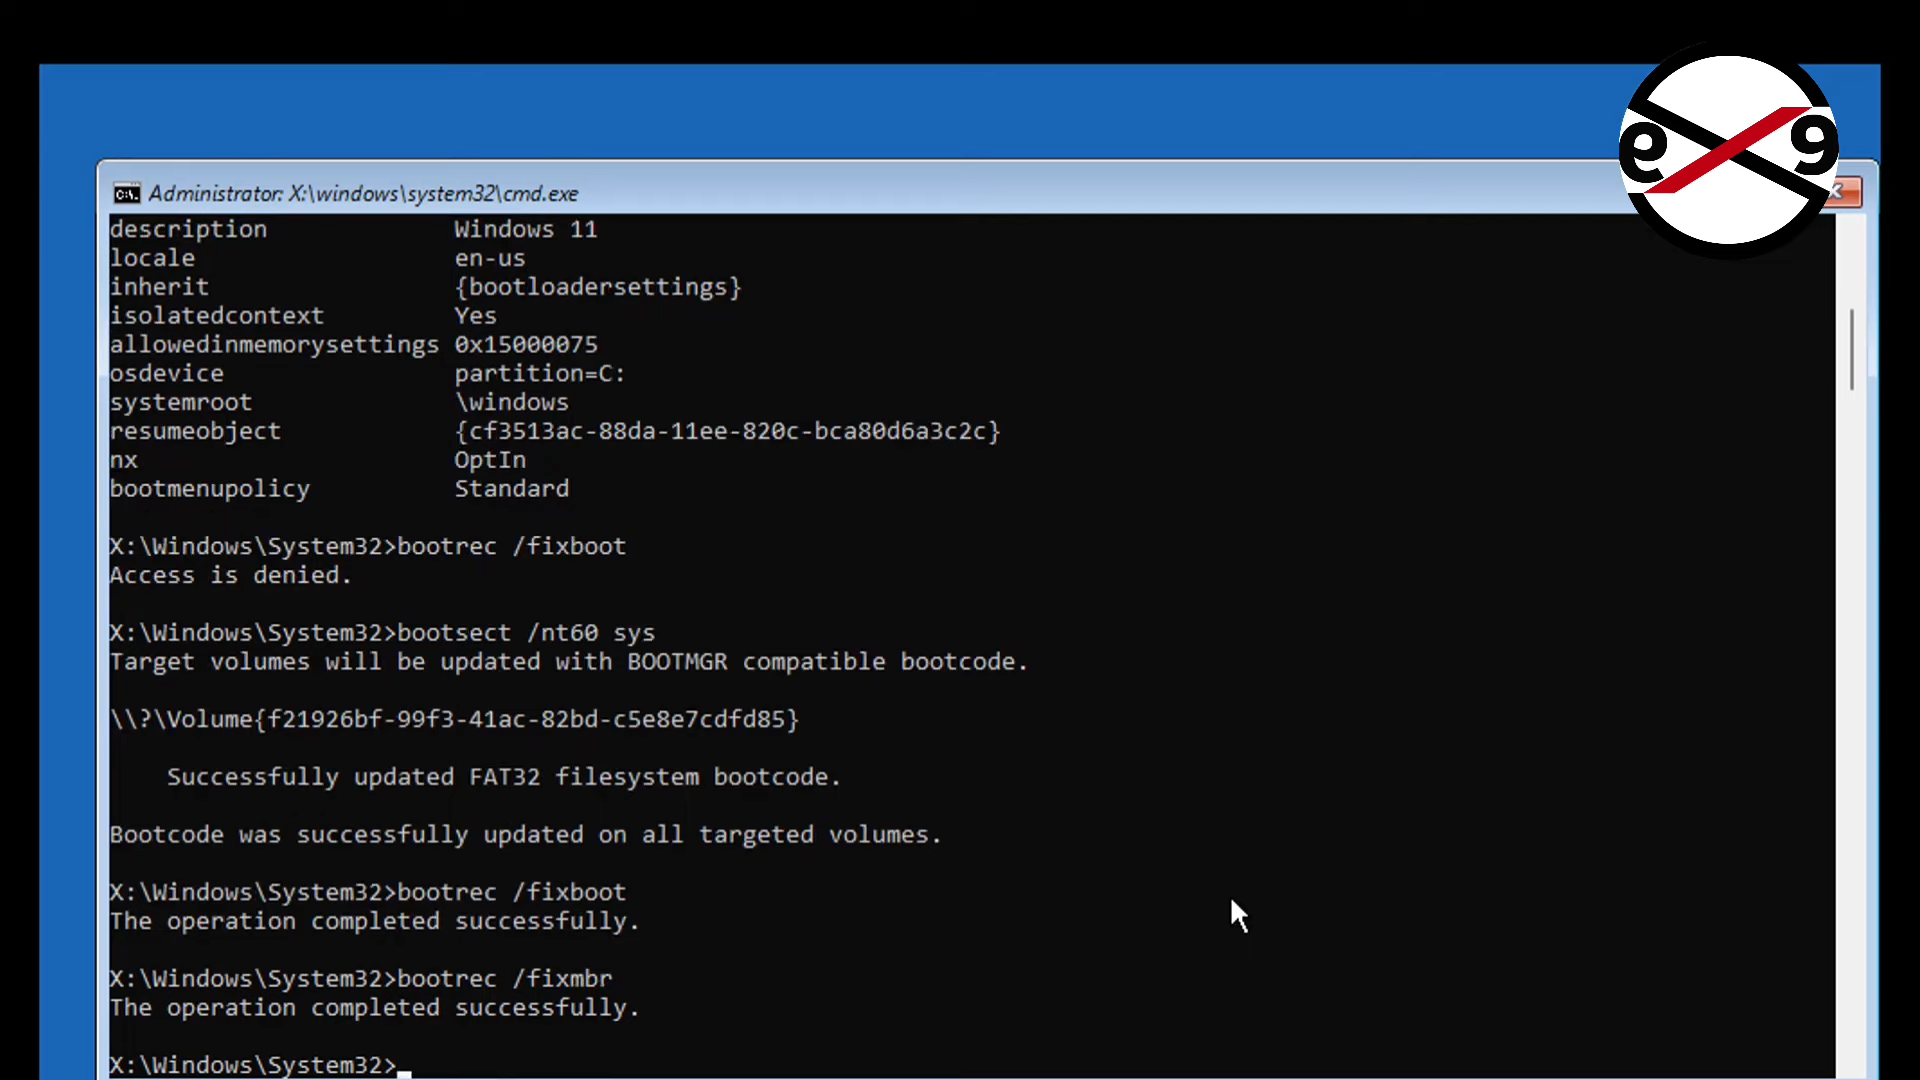 e 9
Administrator: X:\windows\system32\cmd.exe
description Windows 11
locale en-us
inherit {bootloadersettings}
isolatedcontext Yes
allowedinmemorysettings 0x15000075
osdevice partition=C:
systemroot \windows
resumeobject {cf3513ac-88da-11ee-820c-bca80d6a3c2c}
nx OptIn
bootmenupolicy Standard
X:\Windows\System32>bootrec /fixboot
Access is denied.
X:\Windows\System32>bootsect /nt60 sys
Target volumes will be updated with BOOTMGR compatible bootcode.
\\?\Volume{f21926bf-99f3-41ac-82bd-c5e8e7cdfd85}
Successfully updated FAT32 filesystem bootcode.
Bootcode was successfully updated on all targeted volumes.
X:\Windows\System32>bootrec /fixboot
The operation completed successfully.
X:\Windows\System32>bootrec /fixmbr
The operation completed successfully.
X:\Windows\System32>